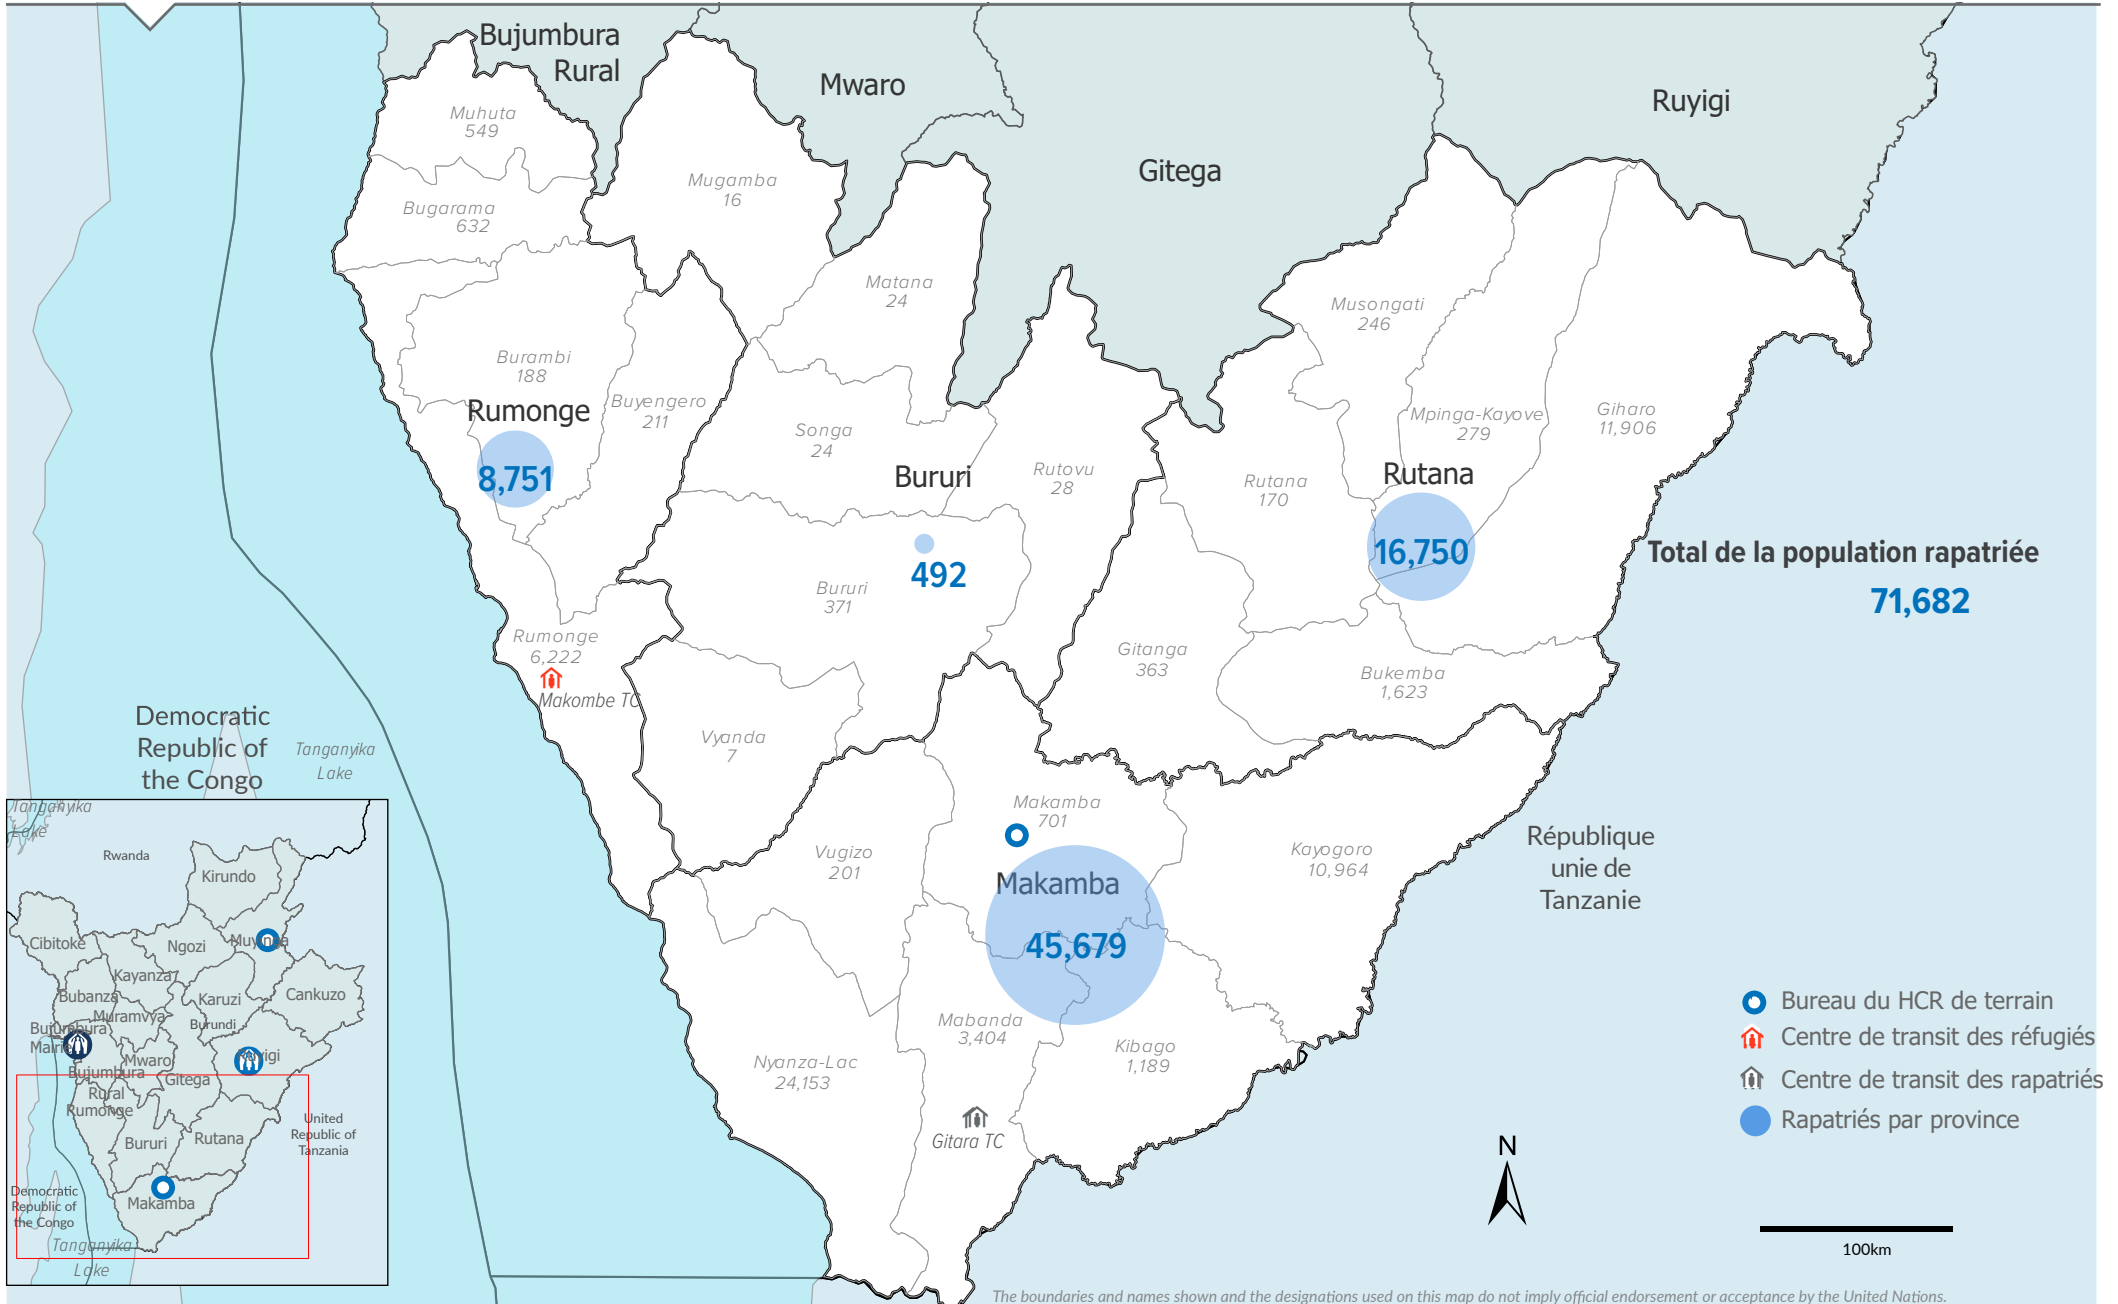 Bujumbura
Rural
Mwaro
Ruyigi
Gitega
Muhuta
549
Mugamba
16
Bugarama
632
Matana
24
Musongati
246
Burambi
188
Buyengero
211
Rumonge
8,751
Songa
24
Bururi
492
Rutovu
28
Rutana
170
Mpinga-Kayove
279
Giharo
11,906
Rutana
16,750
Total de la population rapatriée
71,682
Bururi
371
Rumonge
6,222
Makombe TC
Gitanga
363
Bukemba
1,623
Vyanda
7
Democratic
Republic of
the Congo
Tanganyika
Lake
Makamba
701
Vugizo
201
Kayogoro
10,964
Makamba
45,679
République
unie de
Tanzanie
Mabanda
3,404
Kibago
1,189
Nyanza-Lac
24,153
Gitara TC
Bureau du HCR de terrain
Centre de transit des réfugiés
Centre de transit des rapatriés
Rapatriés par province
N
100km
The boundaries and names shown and the designations used on this map do not imply official endorsement or acceptance by the United Nations.
Tanganyika
Lake
Rwanda
Kirundo
Cibitoke
Ngozi
Muyinga
Kayanza
Bubanza
Karuzi
Cankuzo
Muramvya
Burundi
Bujumbura
Mairie
Mwaro
Ruyigi
Bujumbura
Rural
Gitega
Rumonge
United
Republic of
Tanzania
Bururi
Rutana
Makamba
Democratic
Republic of
the Congo
Tanganyika
Lake